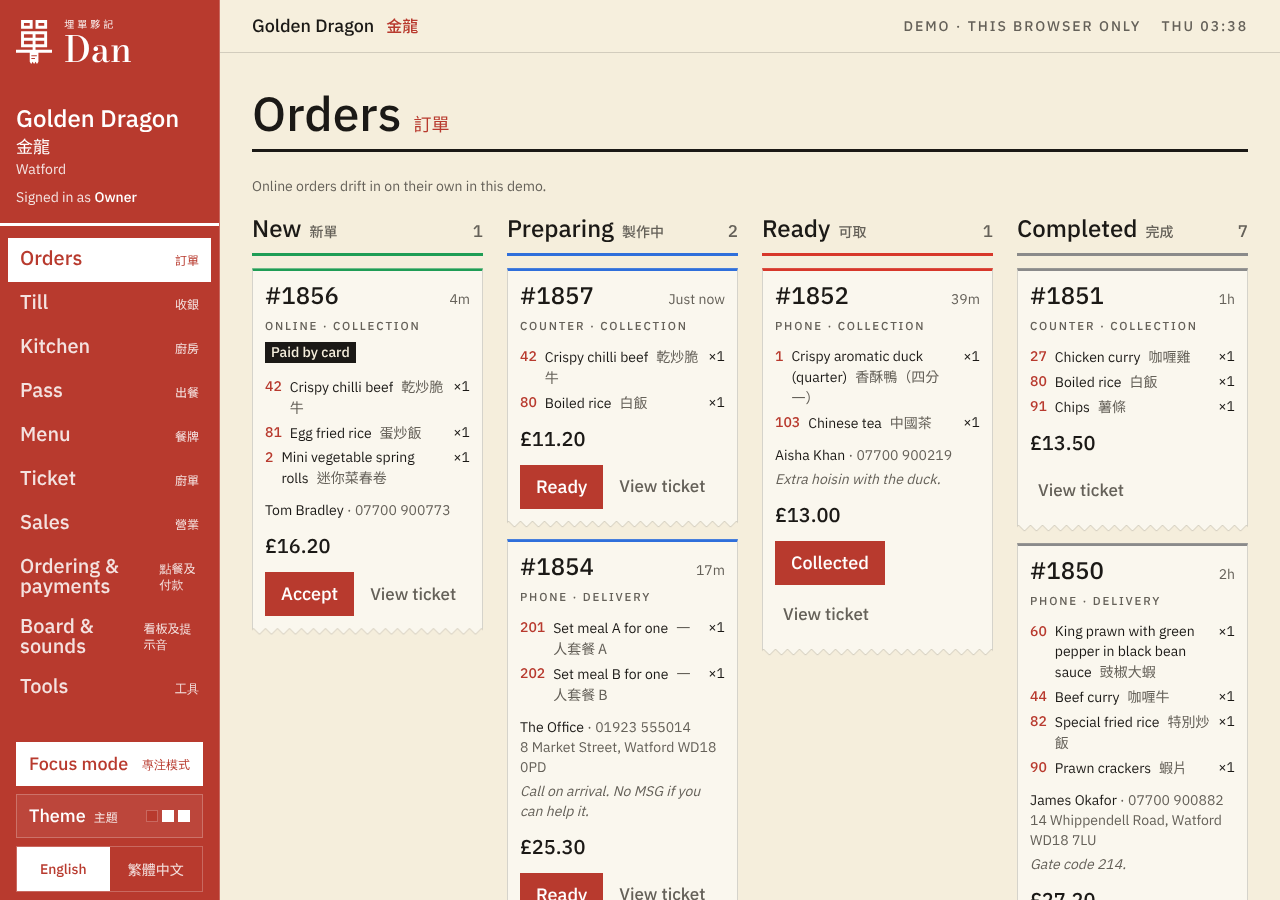 單
埋單夥記
Dan
Golden Dragon
金龍
Watford
Signed in as Owner
Orders 訂單
Till 收銀
Kitchen 廚房
Pass 出餐
Menu 餐牌
Ticket 廚單
Sales 營業
Ordering & payments 點餐及付款
Board & sounds 看板及提示音
Tools 工具
Focus mode 專注模式
Theme 主題
English 繁體中文
Golden Dragon 金龍
DEMO · THIS BROWSER ONLY THU 03:38
Orders 訂單
Online orders drift in on their own in this demo.
New 新單 1
#1856 4m
ONLINE · COLLECTION
Paid by card
42 Crispy chilli beef 乾炒脆 ×1
牛
81 Egg fried rice 蛋炒飯 ×1
2 Mini vegetable spring ×1
rolls 迷你菜春卷
Tom Bradley · 07700 900773
£16.20
Accept View ticket
Preparing 製作中 2
#1857 Just now
COUNTER · COLLECTION
42 Crispy chilli beef 乾炒脆 ×1
牛
80 Boiled rice 白飯 ×1
£11.20
Ready View ticket
#1854 17m
PHONE · DELIVERY
201 Set meal A for one 一 ×1
人套餐 A
202 Set meal B for one 一 ×1
人套餐 B
The Office · 01923 555014
8 Market Street, Watford WD18
0PD
Call on arrival. No MSG if you
can help it.
£25.30
Ready View ticket
Ready 可取 1
#1852 39m
PHONE · COLLECTION
1 Crispy aromatic duck ×1
(quarter) 香酥鴨（四分
一）
103 Chinese tea 中國茶 ×1
Aisha Khan · 07700 900219
Extra hoisin with the duck.
£13.00
Collected
View ticket
Completed 完成 7
#1851 1h
COUNTER · COLLECTION
27 Chicken curry 咖喱雞 ×1
80 Boiled rice 白飯 ×1
91 Chips 薯條 ×1
£13.50
View ticket
#1850 2h
PHONE · DELIVERY
60 King prawn with green ×1
pepper in black bean
sauce 豉椒大蝦
44 Beef curry 咖喱牛 ×1
82 Special fried rice 特別炒 ×1
飯
90 Prawn crackers 蝦片 ×1
James Okafor · 07700 900882
14 Whippendell Road, Watford
WD18 7LU
Gate code 214.
£27.20